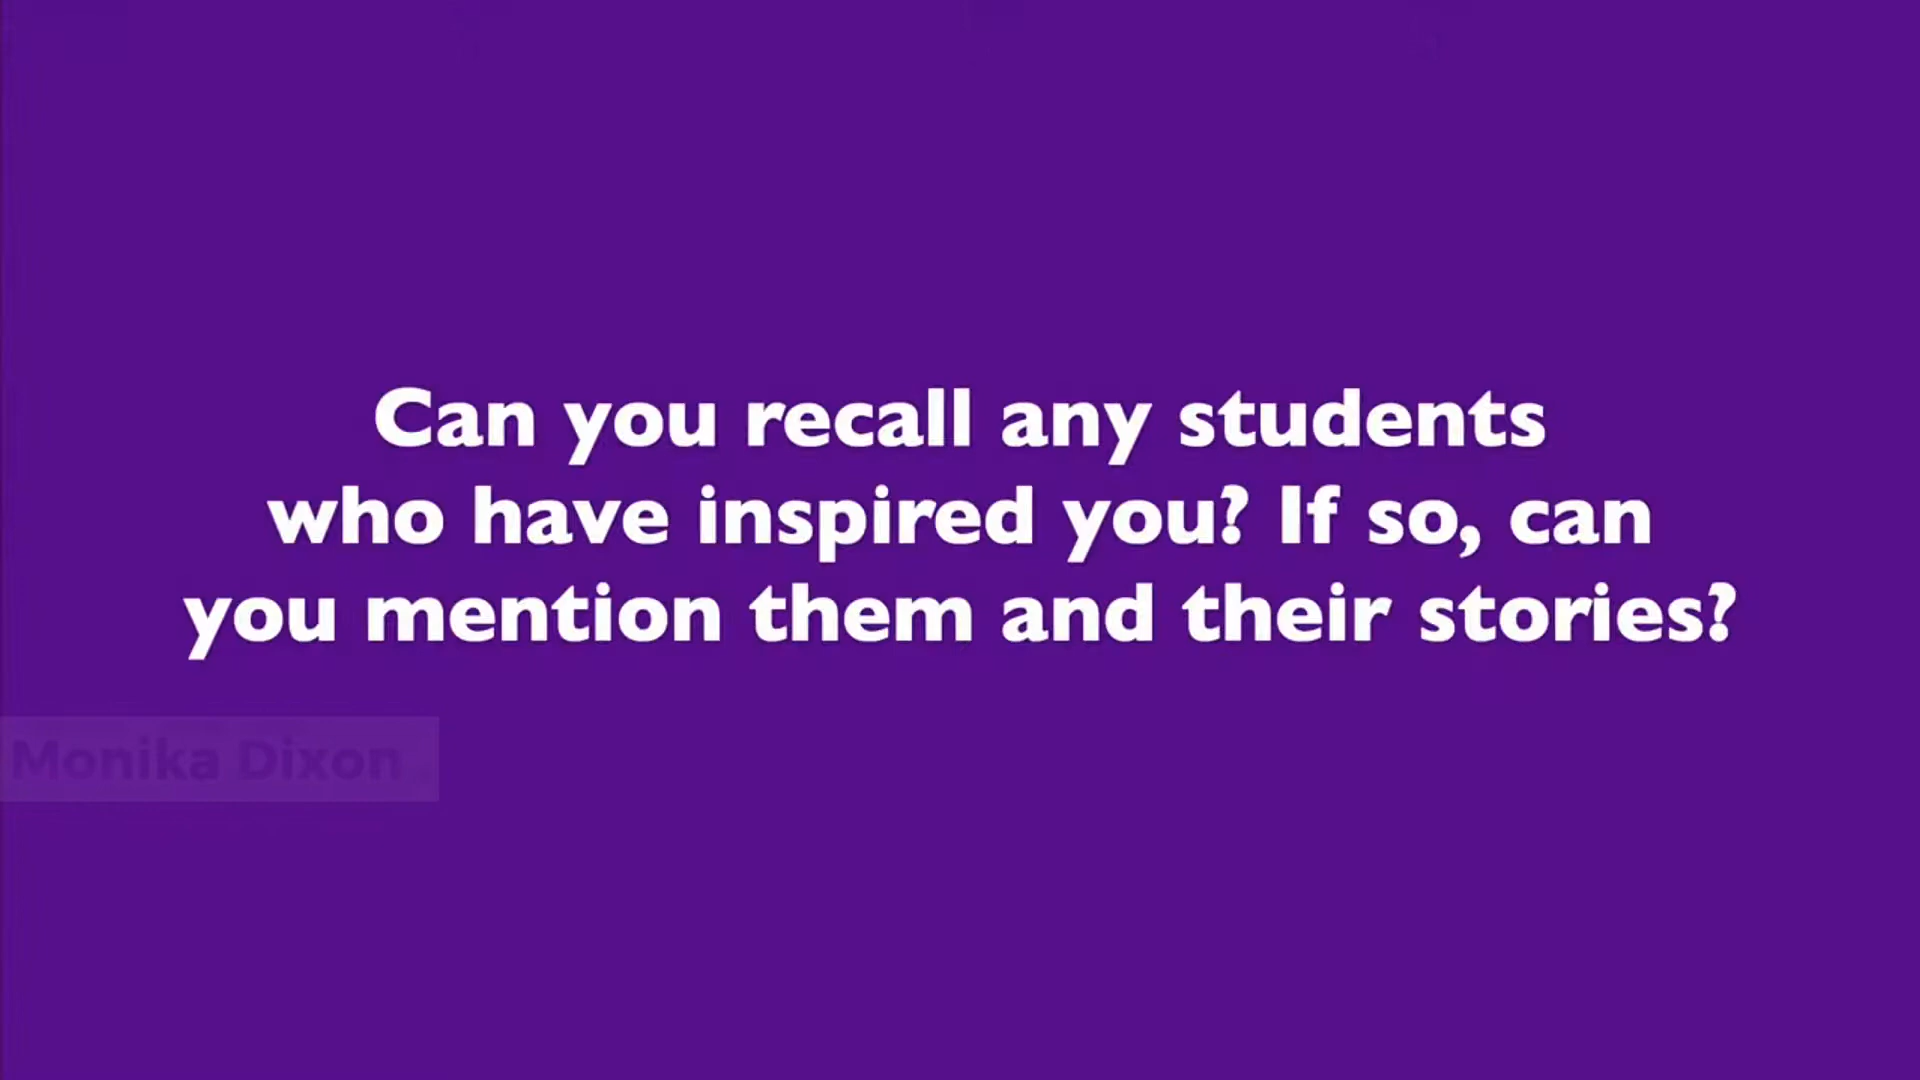 Can you recall any students
who have inspired you? If so, can
you mention them and their stories?
Monika Dixon